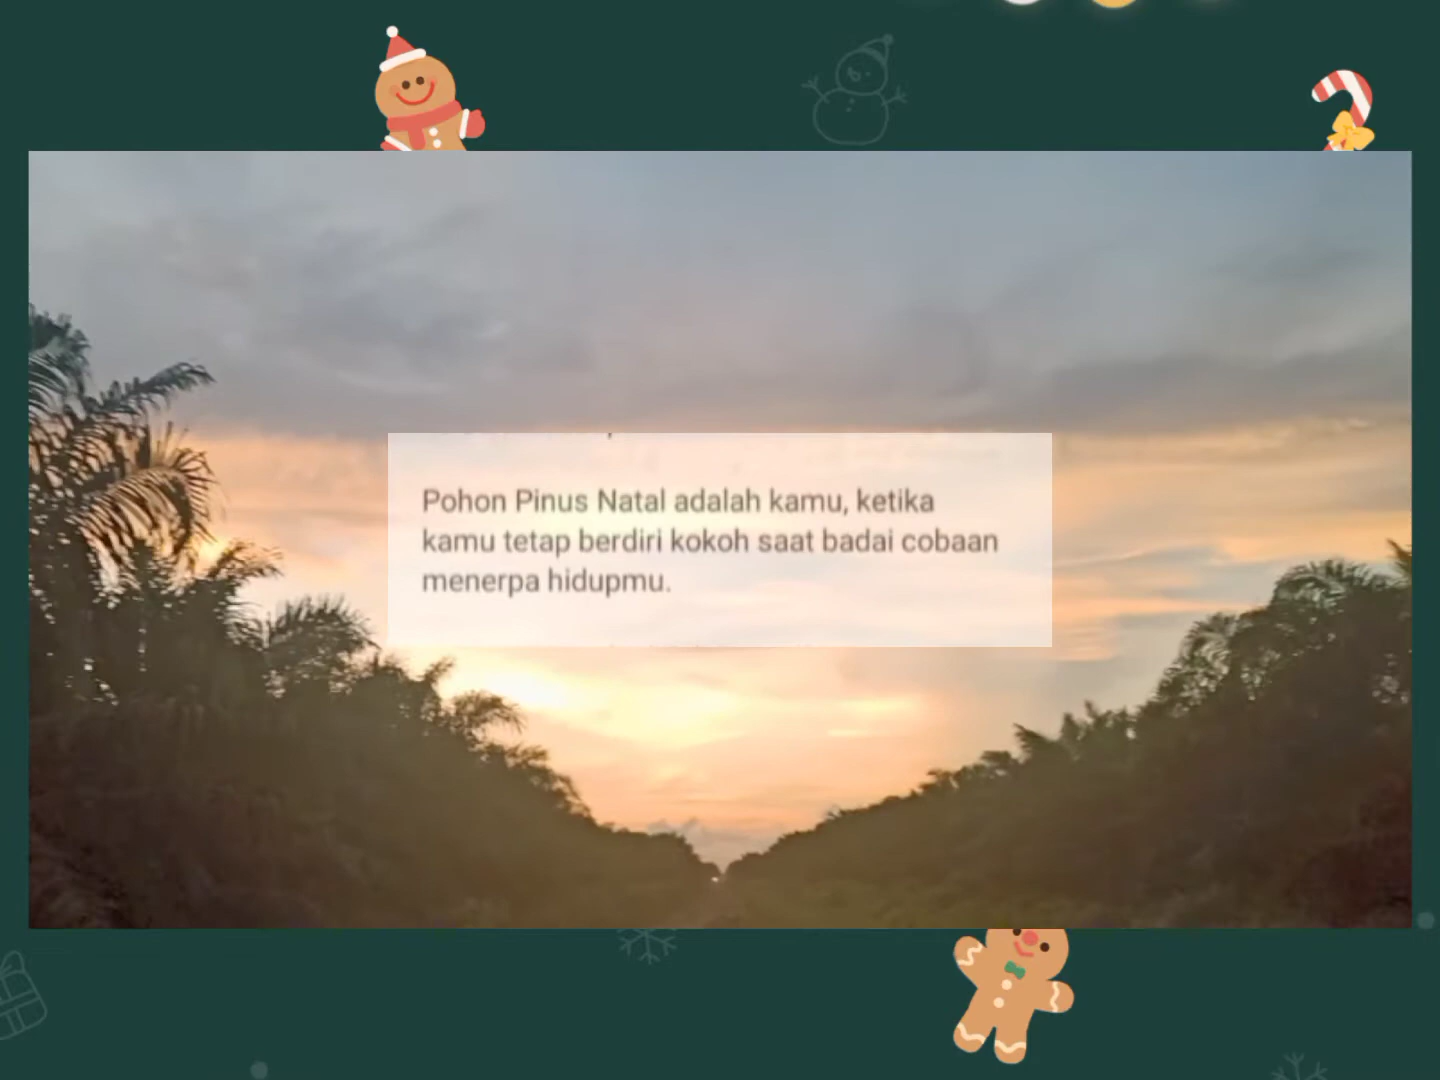 Pohon Pinus Natal adalah kamu, ketika
kamu tetap berdiri kokoh saat badai cobaan
menerpa hidupmu.